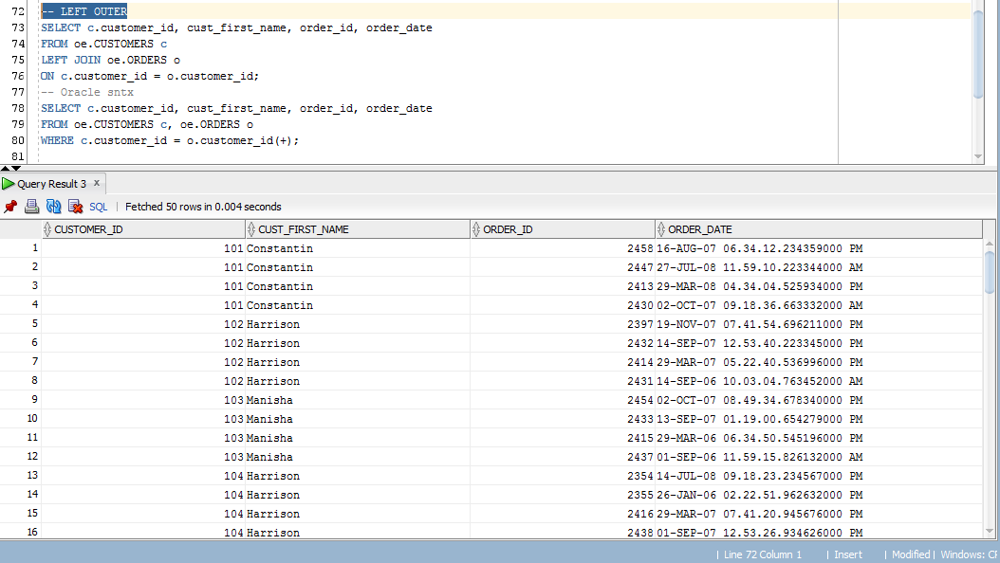 72 -- LEFT OUTER
73 SELECT c.customer_id, cust_first_name, order_id, order_date
74 FROM oe.CUSTOMERS c
75 LEFT JOIN oe.ORDERS o
76 ON c.customer_id = o.customer_id;
77 -- Oracle sntx
78 SELECT c.customer_id, cust_first_name, order_id, order_date
79 FROM oe.CUSTOMERS c, oe.ORDERS o
80 WHERE c.customer_id = o.customer_id(+);
81
Query Result 3 x
SQL | Fetched 50 rows in 0.004 seconds
CUSTOMER_ID CUST_FIRST_NAME ORDER_ID ORDER_DATE
1 101 Constantin 2458 16-AUG-07 06.34.12.234359000 PM
2 101 Constantin 2447 27-JUL-08 11.59.10.223344000 AM
3 101 Constantin 2413 29-MAR-08 04.34.04.525934000 PM
4 101 Constantin 2430 02-OCT-07 09.18.36.663332000 AM
5 102 Harrison 2397 19-NOV-07 07.41.54.696211000 PM
6 102 Harrison 2432 14-SEP-07 12.53.40.223345000 PM
7 102 Harrison 2414 29-MAR-07 05.22.40.536996000 PM
8 102 Harrison 2431 14-SEP-06 10.03.04.763452000 AM
9 103 Manisha 2454 02-OCT-07 08.49.34.678340000 PM
10 103 Manisha 2433 13-SEP-07 01.19.00.654279000 PM
11 103 Manisha 2415 29-MAR-06 06.34.50.545196000 PM
12 103 Manisha 2437 01-SEP-06 11.59.15.826132000 AM
13 104 Harrison 2354 14-JUL-08 09.18.23.234567000 PM
14 104 Harrison 2355 26-JAN-06 02.22.51.962632000 PM
15 104 Harrison 2416 29-MAR-07 07.41.20.945676000 PM
16 104 Harrison 2438 01-SEP-07 12.53.26.934626000 PM
| Line 72 Column 1 | Insert | Modified | Windows: CR